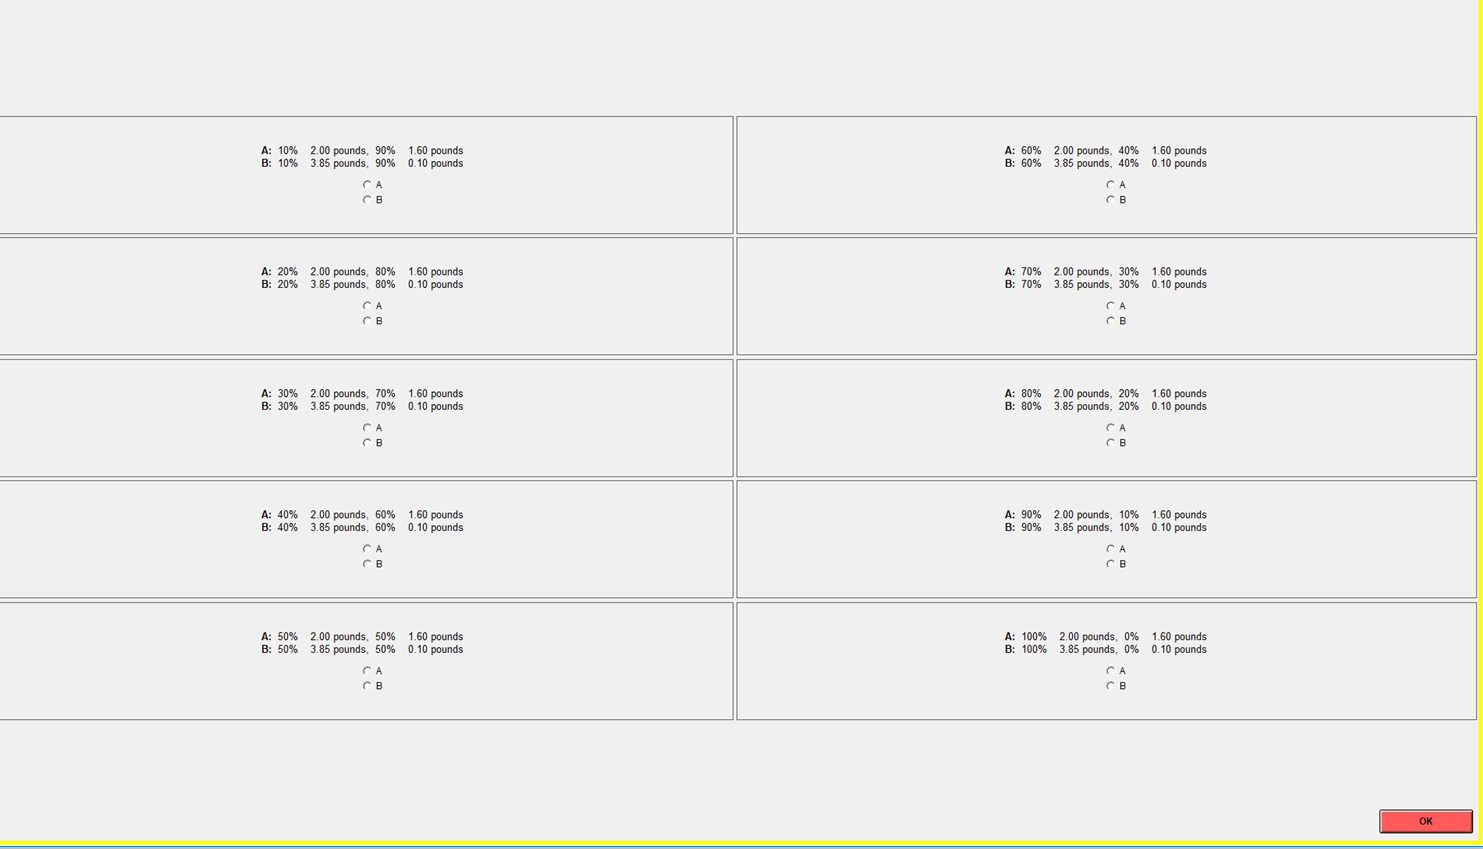 A: 10% 2.00 pounds, 90% 1.60 pounds
B: 10% 3.85 pounds, 90% 0.10 pounds
A
B
A: 20% 2.00 pounds, 80% 1.60 pounds
B: 20% 3.85 pounds, 80% 0.10 pounds
A
B
A: 30% 2.00 pounds, 70% 1.60 pounds
B: 30% 3.85 pounds, 70% 0.10 pounds
A
B
A: 40% 2.00 pounds, 60% 1.60 pounds
B: 40% 3.85 pounds, 60% 0.10 pounds
A
B
A: 50% 2.00 pounds, 50% 1.60 pounds
B: 50% 3.85 pounds, 50% 0.10 pounds
A
B
A: 60% 2.00 pounds, 40% 1.60 pounds
B: 60% 3.85 pounds, 40% 0.10 pounds
A
B
A: 70% 2.00 pounds, 30% 1.60 pounds
B: 70% 3.85 pounds, 30% 0.10 pounds
A
B
A: 80% 2.00 pounds, 20% 1.60 pounds
B: 80% 3.85 pounds, 20% 0.10 pounds
A
B
A: 90% 2.00 pounds, 10% 1.60 pounds
B: 90% 3.85 pounds, 10% 0.10 pounds
A
B
A: 100% 2.00 pounds, 0% 1.60 pounds
B: 100% 3.85 pounds, 0% 0.10 pounds
A
B
OK